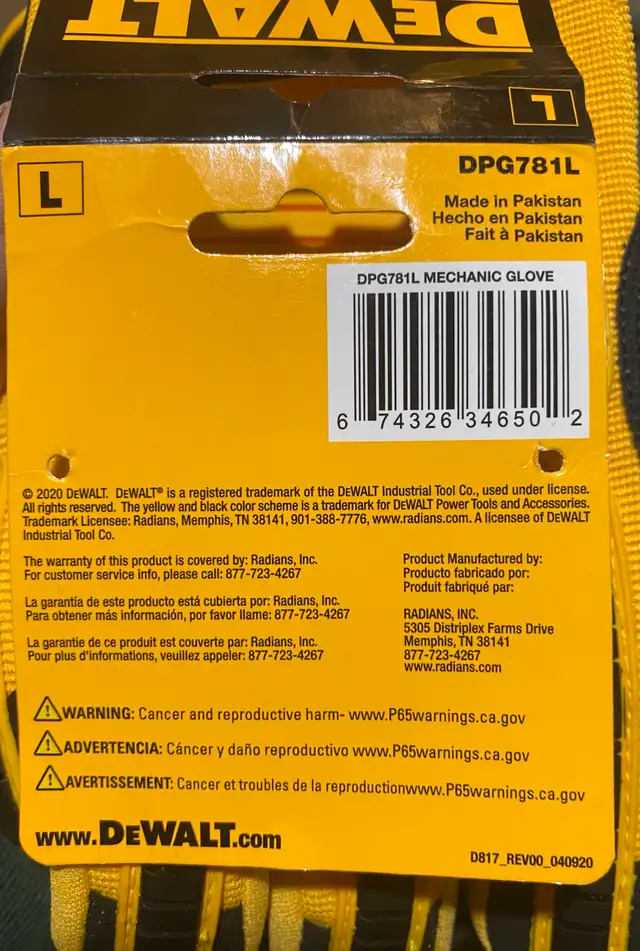 DEWALT
L
L
DPG781L
Made in Pakistan
Hecho en Pakistan
Fait à Pakistan
DPG781L MECHANIC GLOVE
6 74326 34650 2
© 2020 DEWALT. DEWALT® is a registered trademark of the DEWALT Industrial Tool Co., used under license.
All rights reserved. The yellow and black color scheme is a trademark for DEWALT Power Tools and Accessories.
Trademark Licensee: Radians, Memphis, TN 38141, 901-388-7776, www.radians.com. A licensee of DEWALT
Industrial Tool Co.
The warranty of this product is covered by: Radians, Inc.
For customer service info, please call: 877-723-4267
La garantía de este producto está cubierta por: Radians, Inc.
Para obtener más información, por favor llame: 877-723-4267
La garantie de ce produit est couverte par: Radians, Inc.
Pour plus d'informations, veuillez appeler: 877-723-4267
Product Manufactured by:
Producto fabricado por:
Produit fabriqué par:
RADIANS, INC.
5305 Distriplex Farms Drive
Memphis, TN 38141
877-723-4267
www.radians.com
WARNING: Cancer and reproductive harm- www.P65warnings.ca.gov
ADVERTENCIA: Cáncer y daño reproductivo www.P65warnings.ca.gov
AVERTISSEMENT: Cancer et troubles de la reproductionwww.P65warnings.ca.gov
www.DEWALT.com
D817_REV00_040920